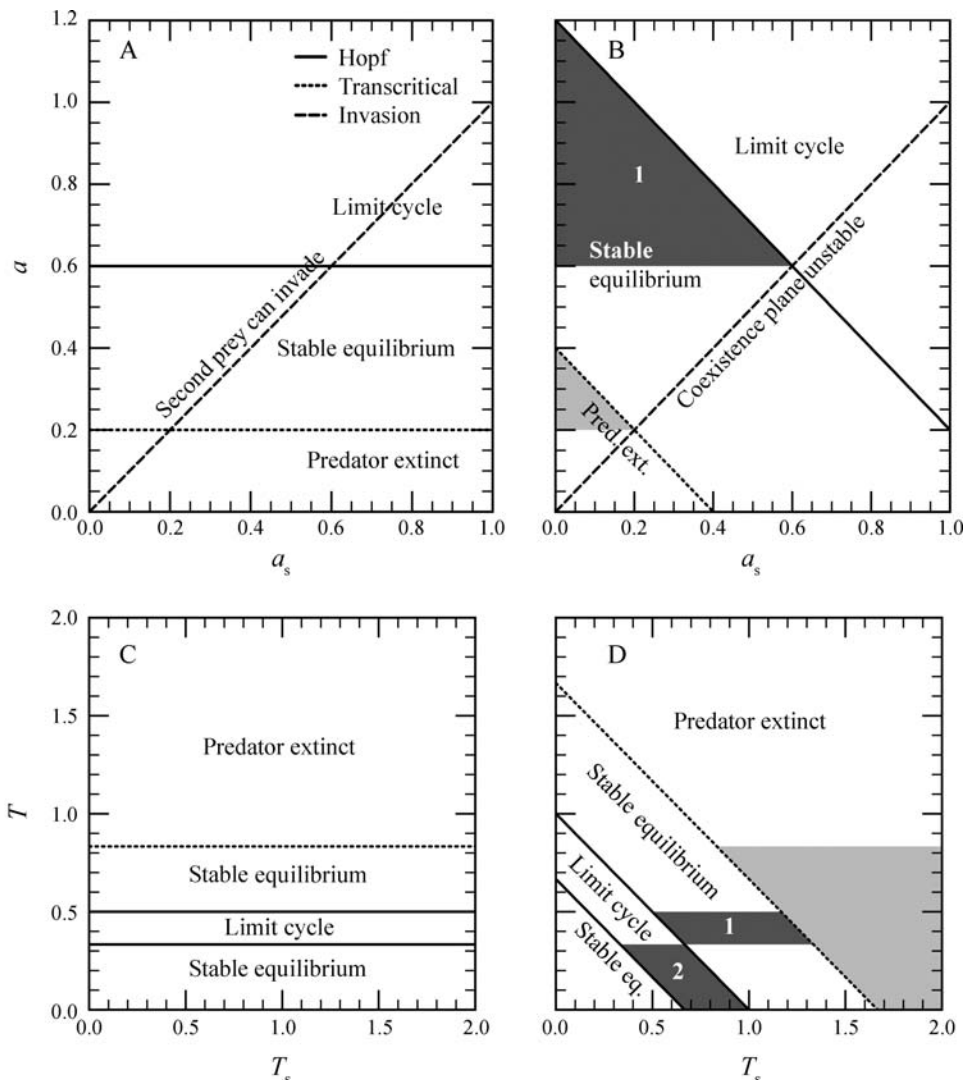 A
Hopf
Transcritical
Invasion
1.2
1.0
0.8
0.6
0.4
0.2
0.0
a
Limit cycle
Second prey can invade
Stable equilibrium
Predator extinct
0.0 0.2 0.4 0.6 0.8 1.0
a_s
B
1
Limit cycle
Stable
equilibrium
Coexistence plane unstable
Pred. ext.
0.0 0.2 0.4 0.6 0.8 1.0
a_s
C
2.0
1.5
1.0
0.5
0.0
T
Predator extinct
Stable equilibrium
Limit cycle
Stable equilibrium
0.0 0.5 1.0 1.5 2.0
T_s
D
Predator extinct
Stable equilibrium
Limit cycle
Stable eq.
1
2
0.0 0.5 1.0 1.5 2.0
T_s